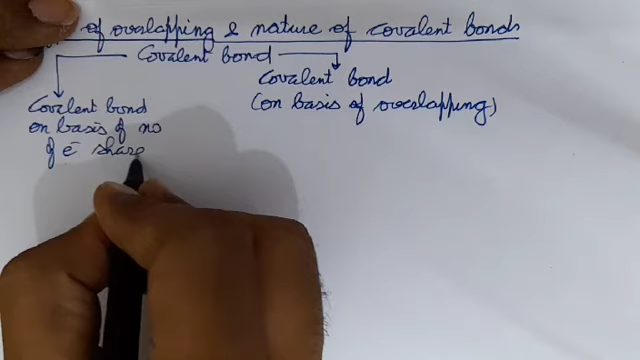 of ovarlapping & nature of covalent bonds
Covalent bond
Covalent bond
(on basis of overlapping)
Covalent bond
on basis of no
of e⁻ share